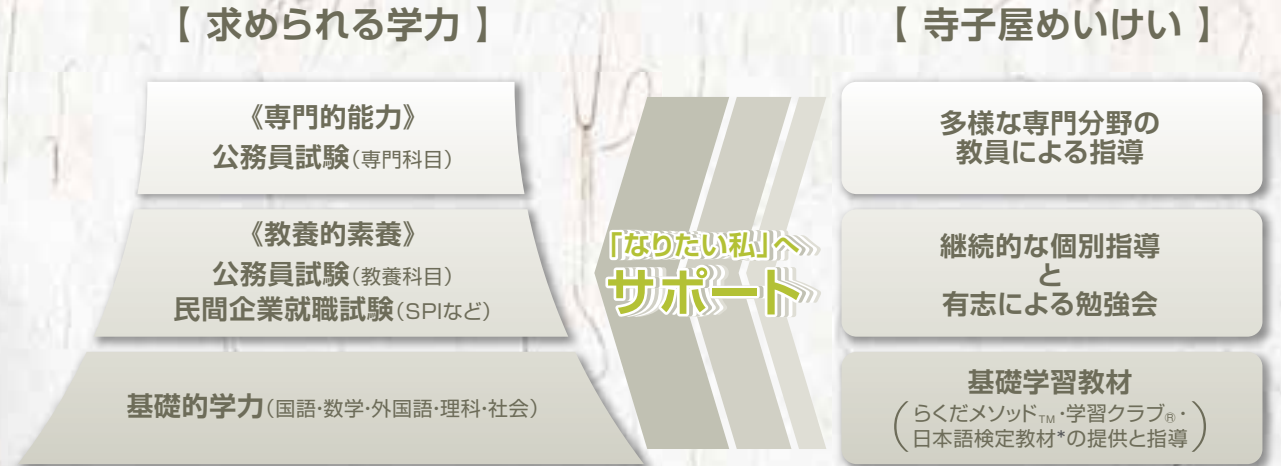 【 求められる学力 】
《専門的能力》
公務員試験(専門科目)
《教養的素養》
公務員試験(教養科目)
民間企業就職試験(SPIなど)
基礎的学力(国語・数学・外国語・理科・社会)
「なりたい私」へ
サポート
【 寺子屋めいけい 】
多様な専門分野の
教員による指導
継続的な個別指導
と
有志による勉強会
基礎学習教材
(らくだメソッド™・学習クラブ®・
日本語検定教材*の提供と指導)